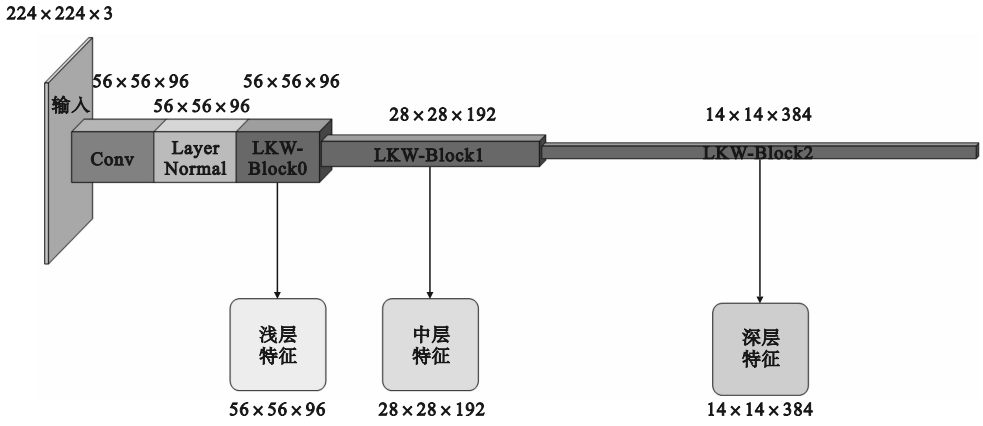 224×224×3
56×56×96
56×56×96
56×56×96
28×28×192
14×14×384
输入
Conv
Layer
Normal
LKW-
Block0
LKW-Block1
LKW-Block2
浅层
特征
中层
特征
深层
特征
56×56×96
28×28×192
14×14×384